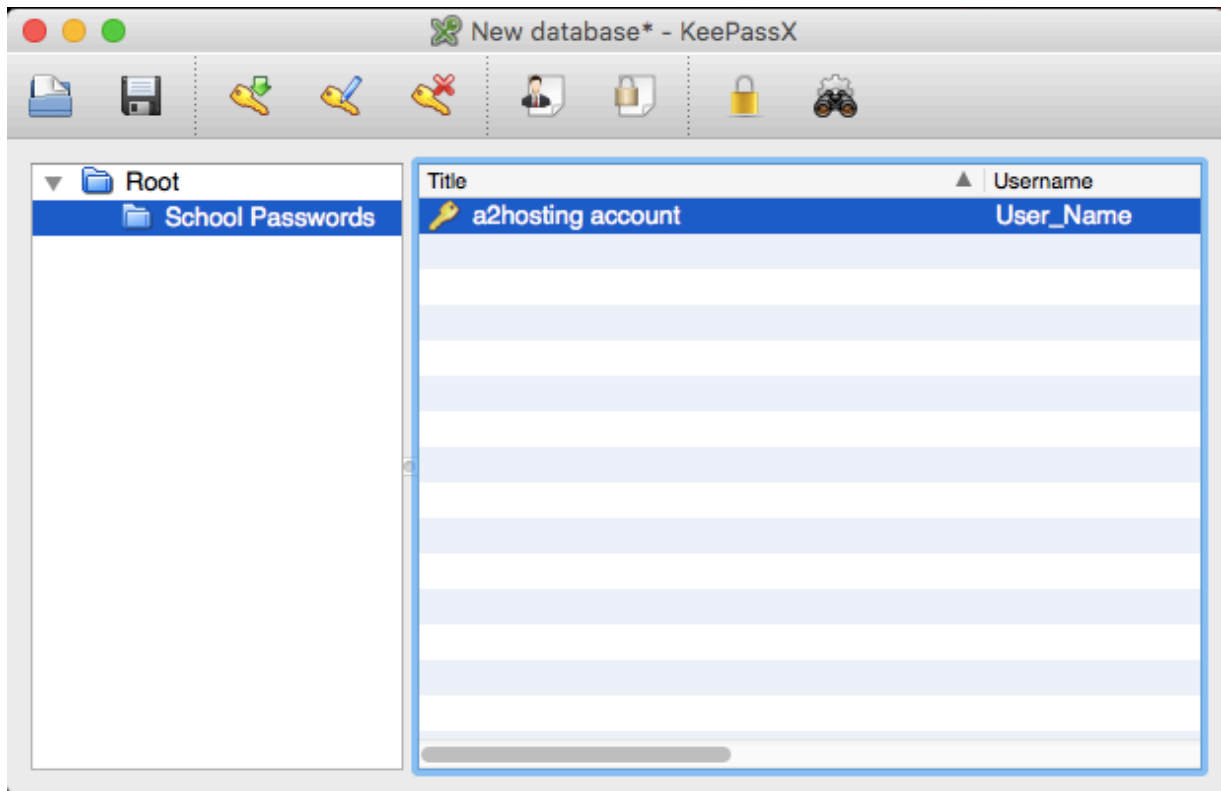 New database* - KeePassX
Root
School Passwords
Title Username
a2hosting account User_Name